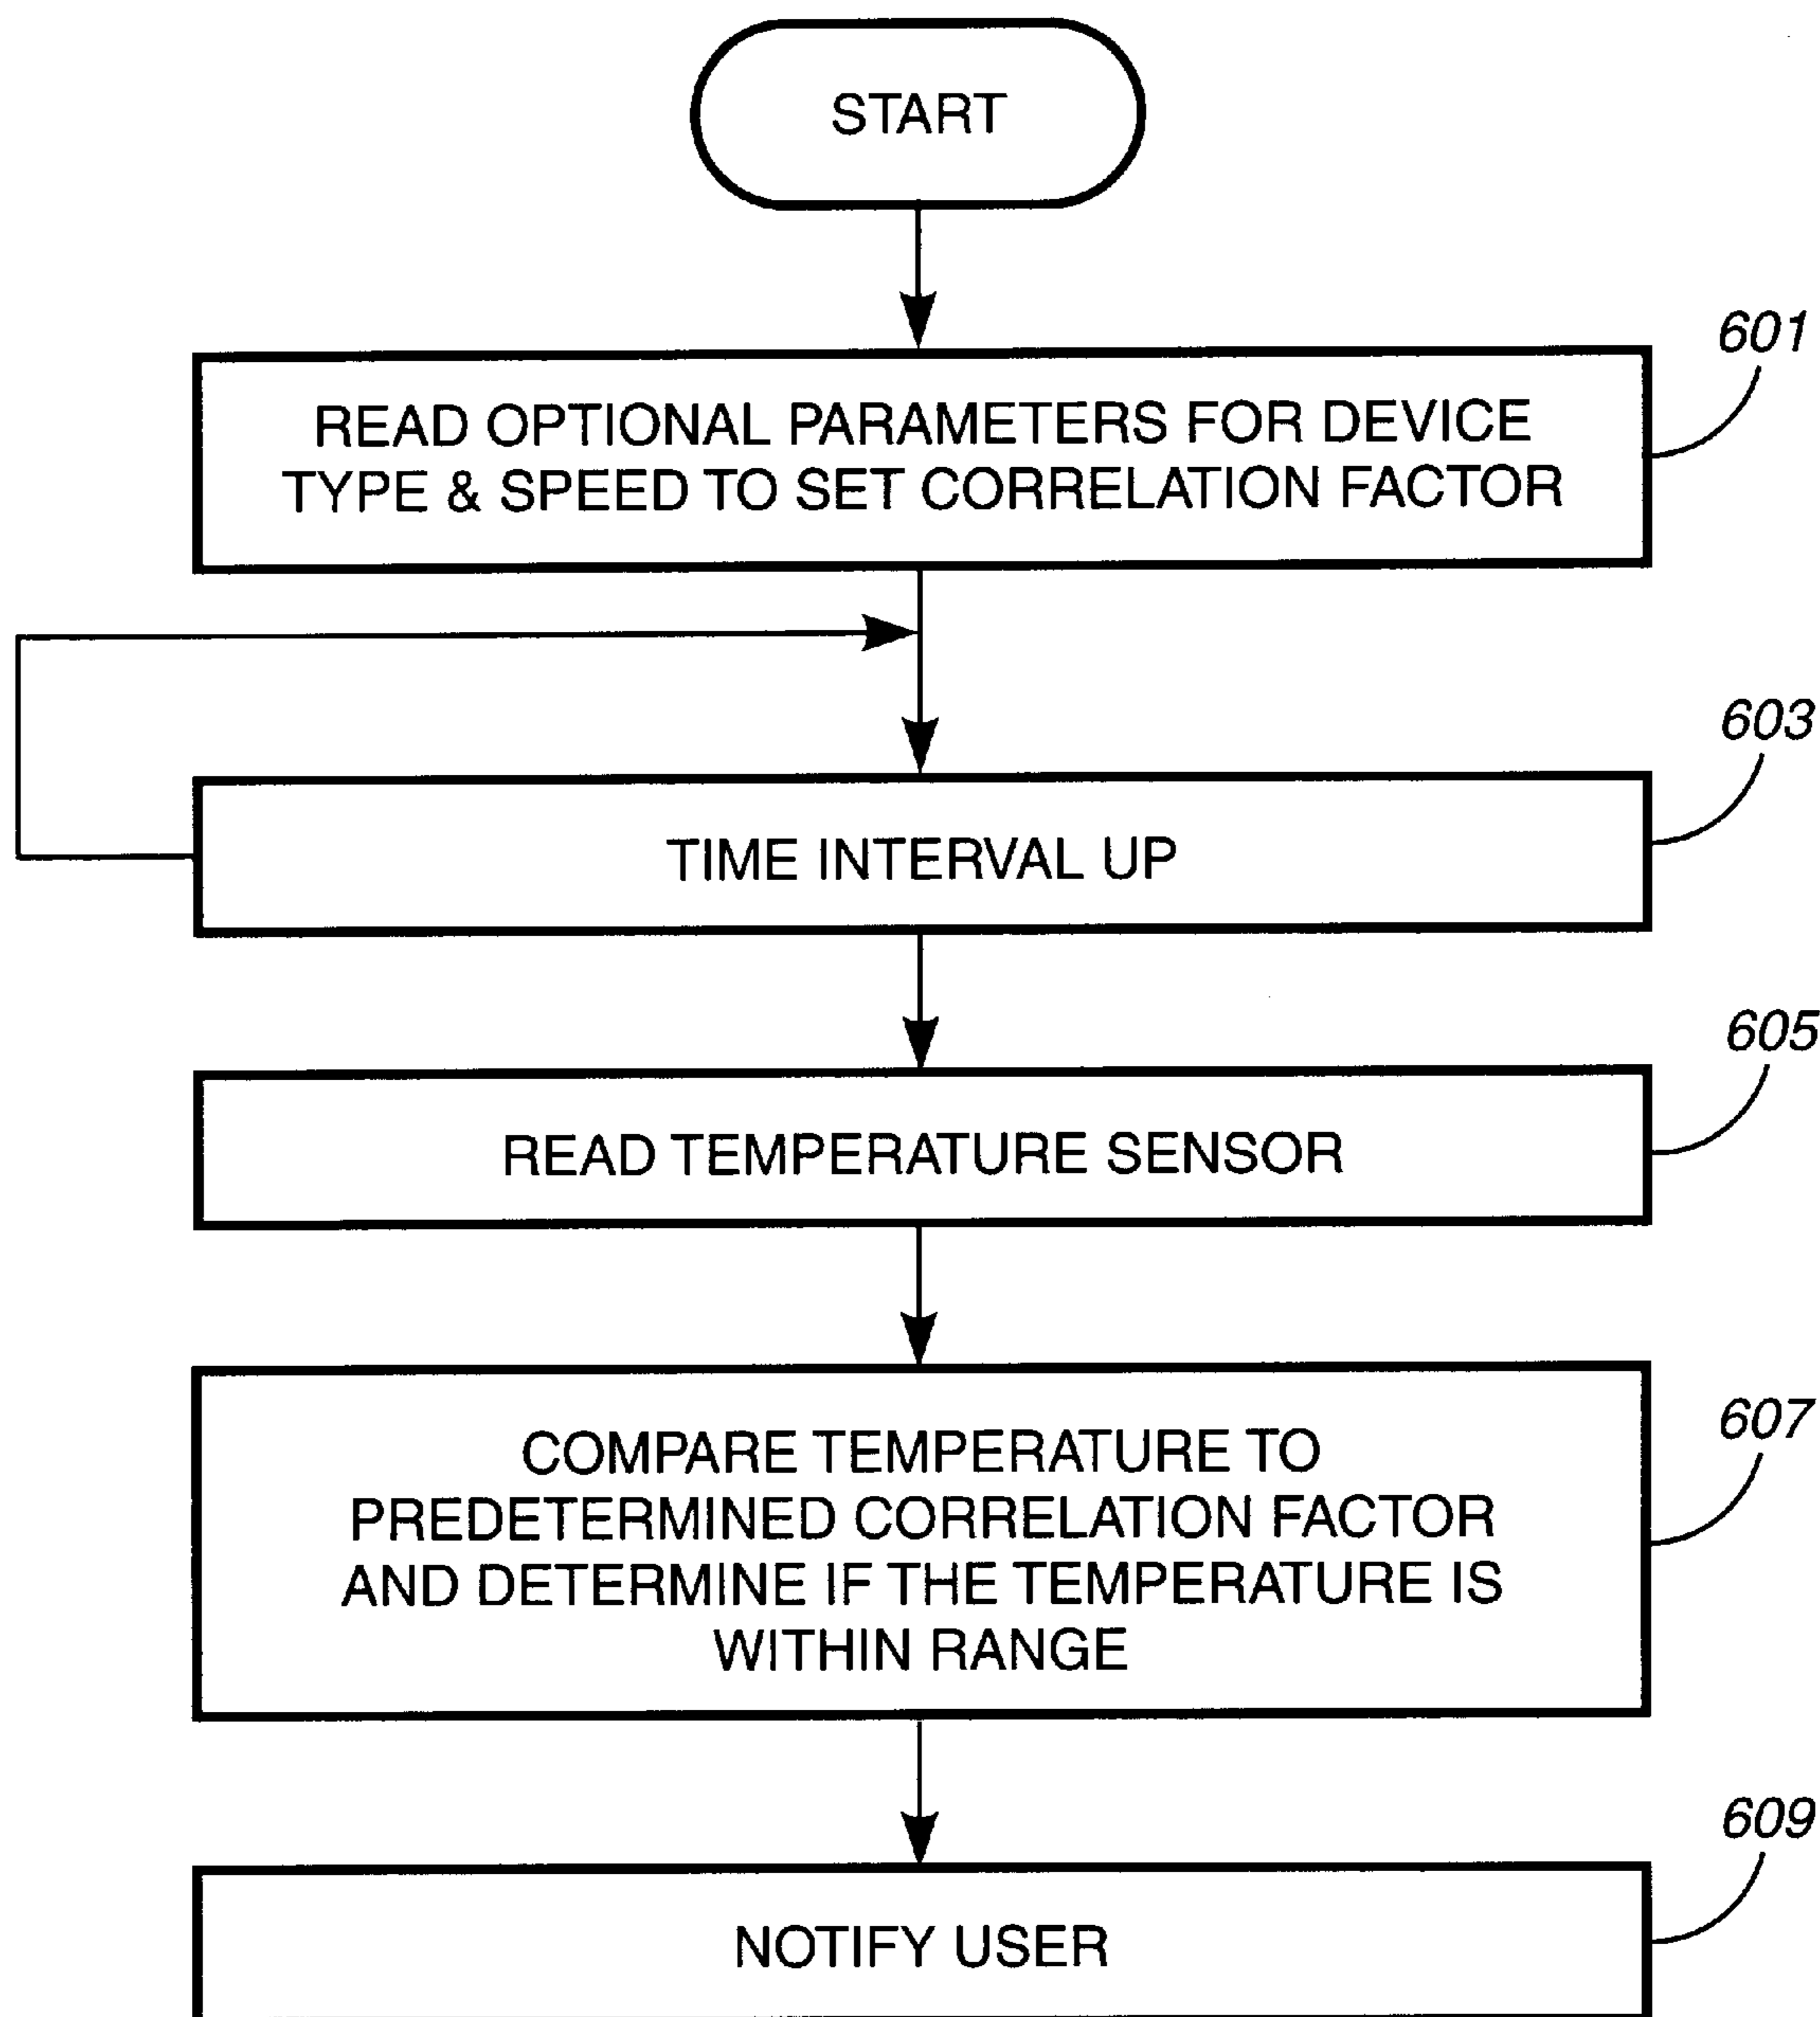 START
601
READ OPTIONAL PARAMETERS FOR DEVICE
TYPE & SPEED TO SET CORRELATION FACTOR
603
TIME INTERVAL UP
605
READ TEMPERATURE SENSOR
607
COMPARE TEMPERATURE TO
PREDETERMINED CORRELATION FACTOR
AND DETERMINE IF THE TEMPERATURE IS
WITHIN RANGE
609
NOTIFY USER